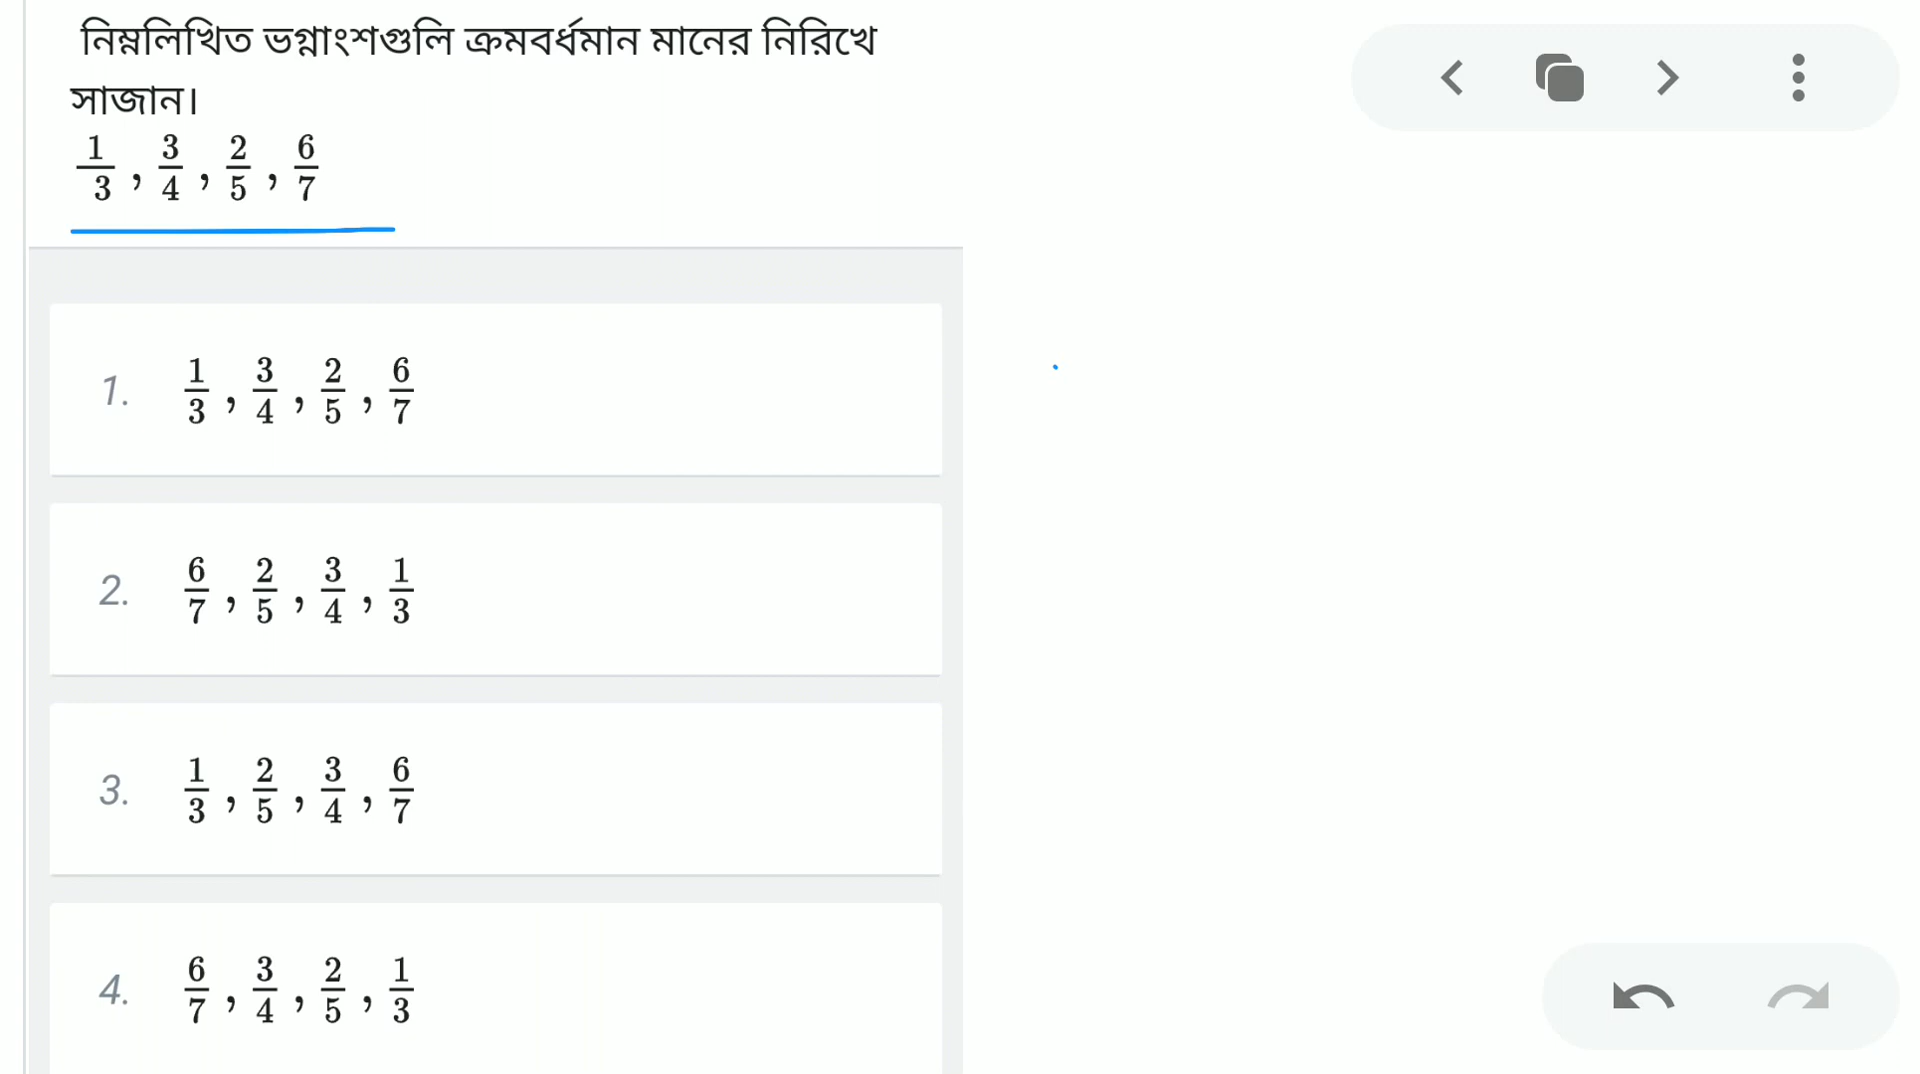 নিম্নলিখিত ভগ্নাংশগুলি ক্রমবর্ধমান মানের নিরিখে
সাজান।
1/3 , 3/4 , 2/5 , 6/7
1. 1/3 , 3/4 , 2/5 , 6/7
2. 6/7 , 2/5 , 3/4 , 1/3
3. 1/3 , 2/5 , 3/4 , 6/7
4. 6/7 , 3/4 , 2/5 , 1/3